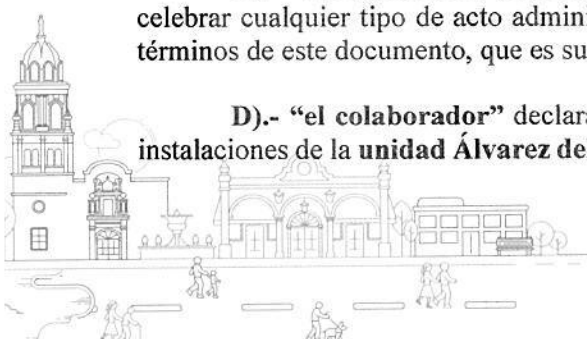 celebrar cualquier tipo de acto admin
términos de este documento, que es su
D).- “el colaborador” declara
instalaciones de la unidad Álvarez de